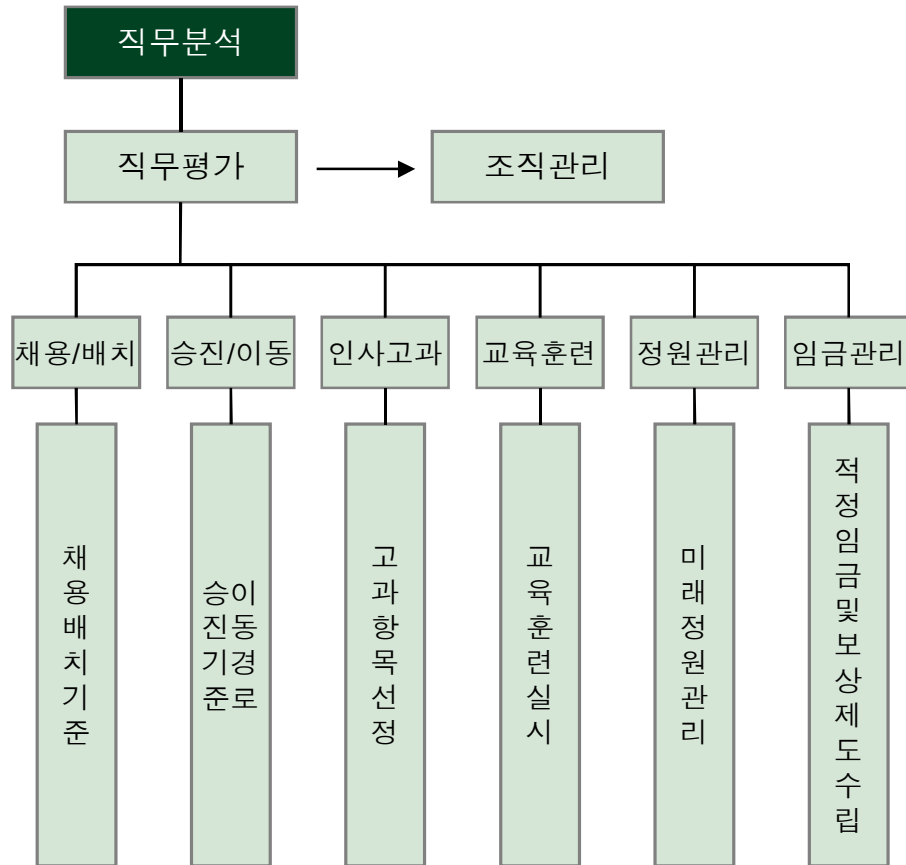 직무분석
직무평가
조직관리
채용/배치
승진/이동
인사고과
교육훈련
정원관리
임금관리
채용배치기준
승진기준
이동경로
고과항목선정
교육훈련실시
미래정원관리
적정임금및보상제도수립